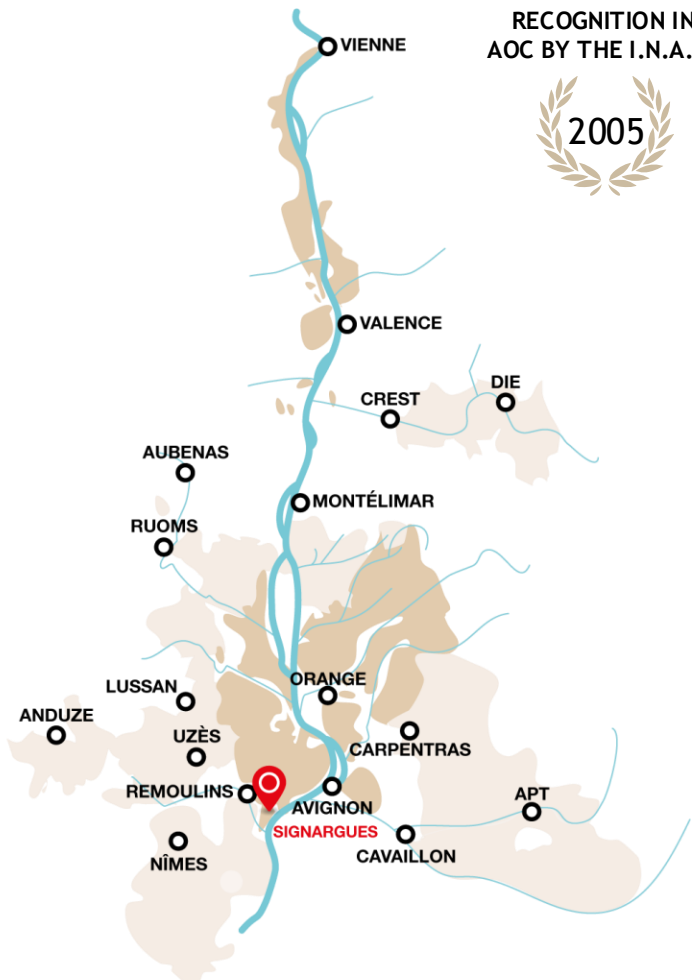 RECOGNITION IN
AOC BY THE I.N.A.
2005
VIENNE
VALENCE
DIE
CREST
AUBENAS
MONTÉLIMAR
RUOMS
ORANGE
LUSSAN
ANDUZE
UZÈS
CARPENTRAS
REMOULINS
AVIGNON
APT
SIGNARGUES
CAVAILLON
NÎMES